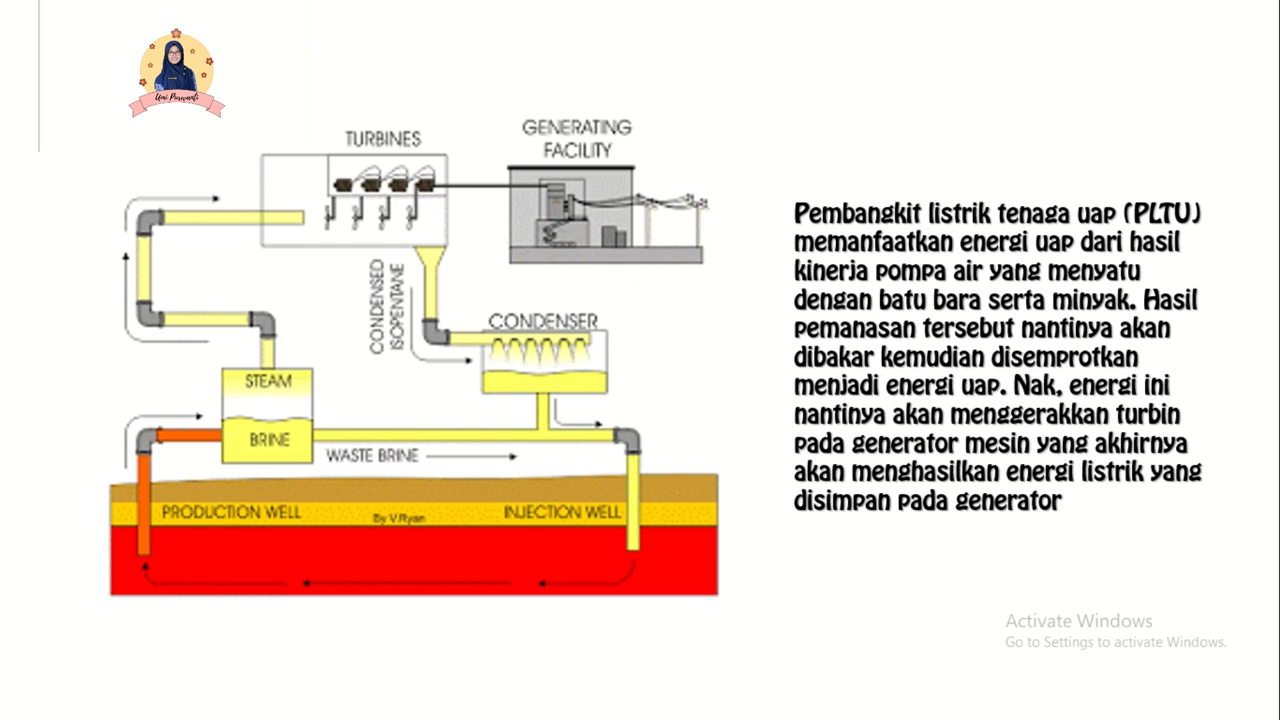 Umi Purwanti
TURBINES
GENERATING
FACILITY
CONDENSED
ISOPENTANE
CONDENSER
STEAM
BRINE
WASTE BRINE
PRODUCTION WELL
By V.Ryan
INJECTION WELL
Pembangkit listrik tenaga uap (PLTU)
memanfaatkan energi uap dari hasil
kinerja pompa air yang menyatu
dengan batu bara serta minyak. Hasil
pemanasan tersebut nantinya akan
dibakar kemudian disemprotkan
menjadi energi uap. Nak, energi ini
nantinya akan menggerakkan turbin
pada generator mesin yang akhirnya
akan menghasilkan energi listrik yang
disimpan pada generator
Activate Windows
Go to Settings to activate Windows.